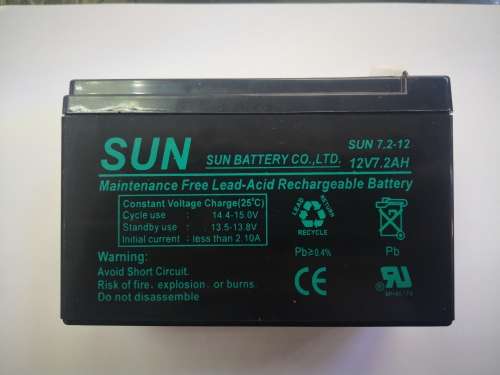 SUN 7.2-12
SUN SUN BATTERY CO.,LTD. 12V7.2AH
Maintenance Free Lead-Acid Rechargeable Battery
Constant Voltage Charge(25°C)
Cycle use : 14.4-15.0V
Standby use : 13.5-13.8V
Initial current : less than 2.10A
LEAD RETURN
RECYCLE
Pb≥0.4% Pb
Warning:
Avoid Short Circuit.
Risk of fire, explosion, or burns.
Do not disassemble
CE